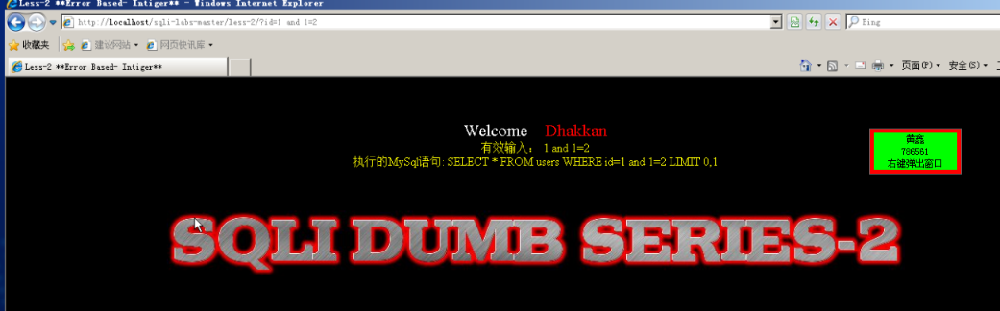 Less-2 **Error Based- Intiger** - Windows Internet Explorer
http://localhost/sqli-labs-master/less-2/?id=1 and 1=2
Bing
收藏夹 建议网站 网页快讯库
Less-2 **Error Based- Intiger**
页面(P) 安全(S)
Welcome Dhakkan
有效输入: 1 and 1=2
执行的MySql语句: SELECT * FROM users WHERE id=1 and 1=2 LIMIT 0,1
黄鑫
786561
右键弹出窗口
SQLI DUMB SERIES-2